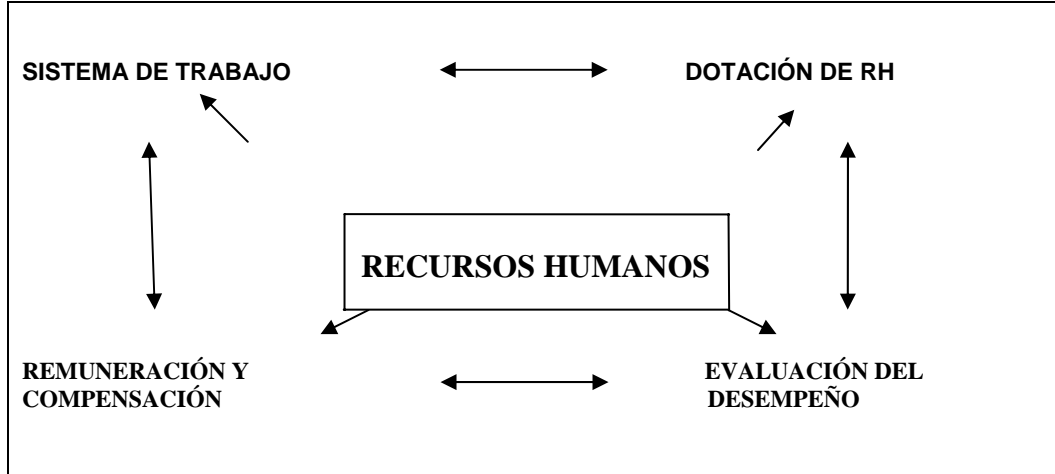 SISTEMA DE TRABAJO
DOTACIÓN DE RH
RECURSOS HUMANOS
REMUNERACIÓN Y
COMPENSACIÓN
EVALUACIÓN DEL
DESEMPEÑO